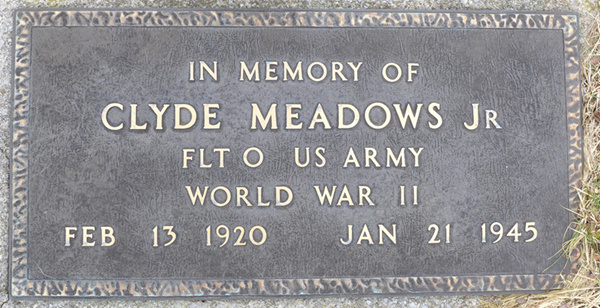 IN MEMORY OF
CLYDE MEADOWS JR
FLT O US ARMY
WORLD WAR II
FEB 13 1920 JAN 21 1945